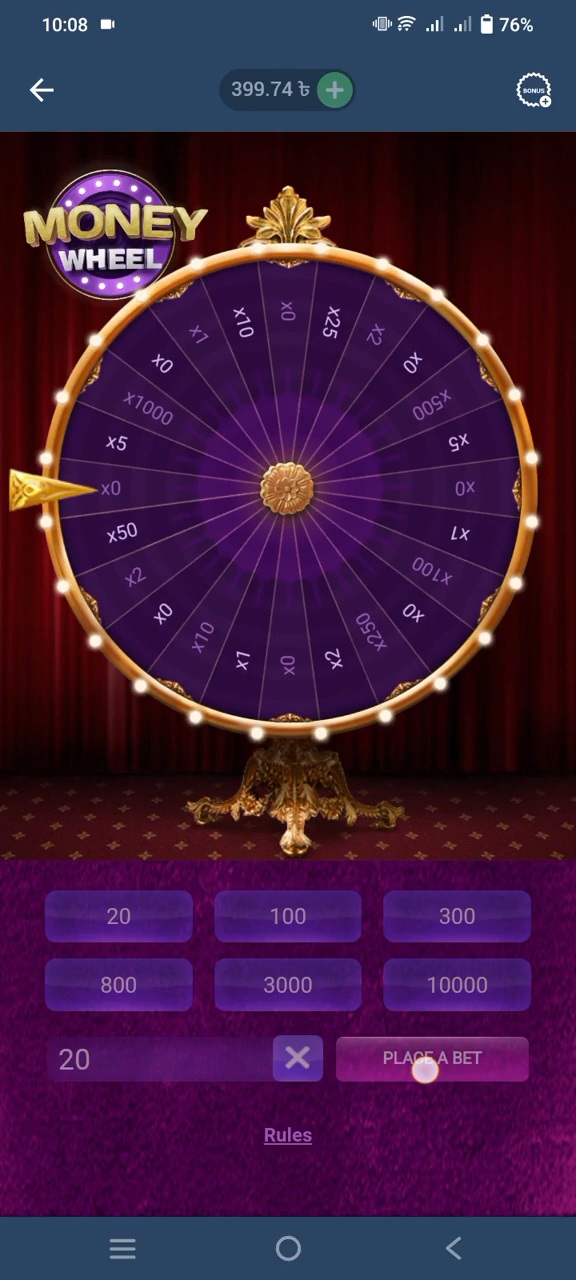 10:08 76%
399.74 ৳
BONUS
MONEY
WHEEL
x0
x10
x25
x1
x2
x0
x0
x1000
x500
x5
x5
x0
x0
x50
x1
x2
x100
x0
x0
x10
x250
x1
x0
x2
20 100 300
800 3000 10000
20 PLACE A BET
Rules